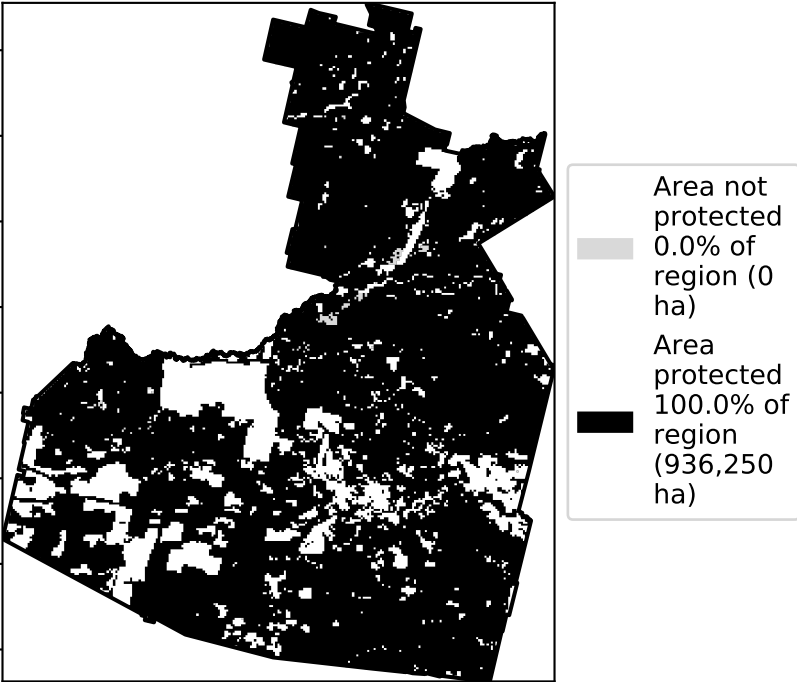 Area not
protected
0.0% of
region (0
ha)
Area
protected
100.0% of
region
(936,250
ha)